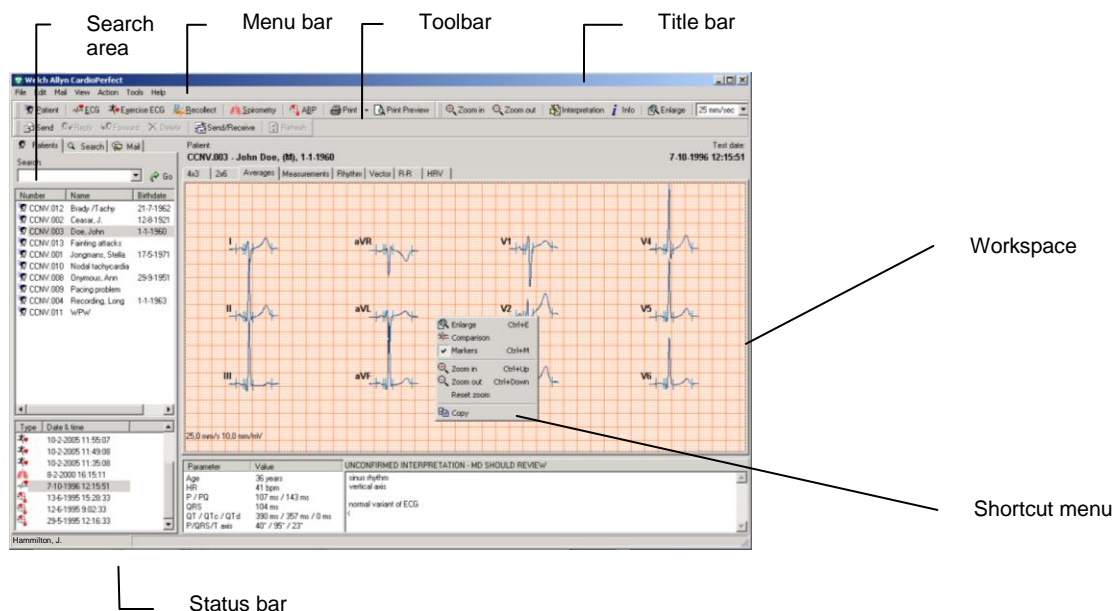 Search area
Menu bar
Toolbar
Title bar
Welch Allyn CardioPerfect
File Edit Mail View Action Tools Help
Patient ECG Exercise ECG Recollect Spirometry ABP Print Print Preview Zoom in Zoom out Interpretation Info Enlarge 25 mm/sec
Send Reply Forward Delete Send/Receive Refresh
Patients Search Mail
Search:
Go
Number Name Birthdate
CCNV.012 Brady /Tachy 21-7-1962
CCNV.002 Ceasar, J. 12-8-1921
CCNV.003 Doe, John 1-1-1960
CCNV.013 Fainting attacks
CCNV.001 Jongmans, Stella 17-5-1971
CCNV.010 Nodal tachycardia
CCNV.008 Onymous, Ann 29-9-1951
CCNV.009 Pacing problem
CCNV.004 Recording, Long 1-1-1963
CCNV.011 WPW
Type Date & time
10-2-2005 11:55:07
10-2-2005 11:49:08
10-2-2005 11:35:08
8-2-2000 16:15:11
7-10-1996 12:15:51
13-6-1995 15:28:33
12-6-1995 9:02:33
29-5-1995 12:16:33
Patient: Test date:
CCNV.003 - John Doe, (M), 1-1-1960 7-10-1996 12:15:51
4x3 2x6 Averages Measurements Rhythm Vector R-R HRV
I aVR V1 V4
II aVL V2 V5
III aVF V6
Enlarge Ctrl+E
Comparison
Markers Ctrl+M
Zoom in Ctrl+Up
Zoom out Ctrl+Down
Reset zoom
Copy
25,0 mm/s 10,0 mm/mV
Parameter Value
Age 36 years
HR 41 bpm
P / PQ 107 ms / 143 ms
QRS 104 ms
QT / QTc / QTd 390 ms / 357 ms / 0 ms
P/QRS/T axis 40° / 95° / 23°
UNCONFIRMED INTERPRETATION - MD SHOULD REVIEW
sinus rhythm
vertical axis
normal variant of ECG
<
Hammilton, J.
Workspace
Shortcut menu
Status bar